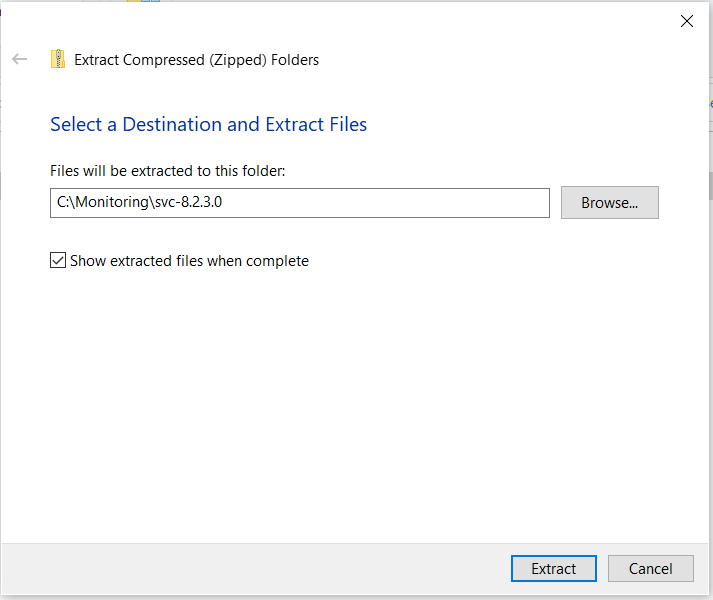 Extract Compressed (Zipped) Folders
Select a Destination and Extract Files
Files will be extracted to this folder:
C:\Monitoring\svc-8.2.3.0
Browse...
Show extracted files when complete
Extract
Cancel